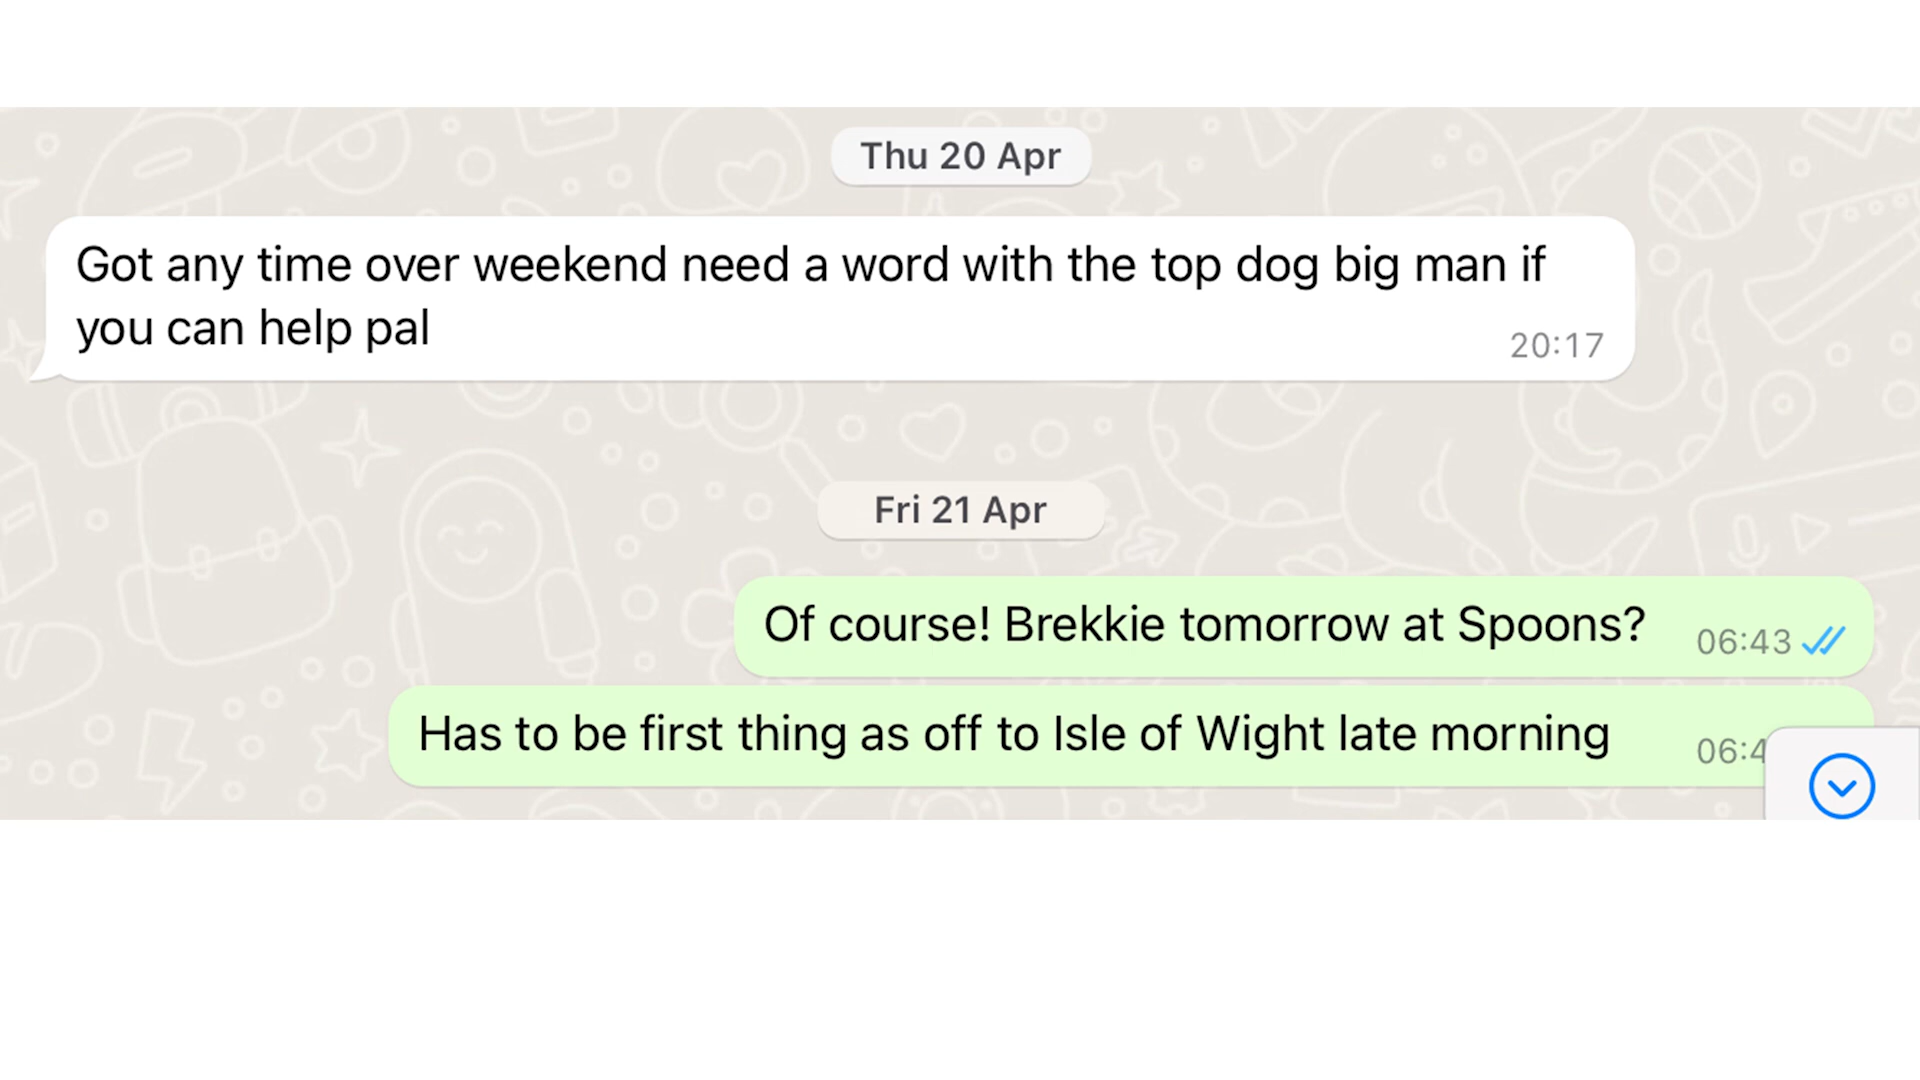 Thu 20 Apr
Got any time over weekend need a word with the top dog big man if
you can help pal
20:17
Fri 21 Apr
Of course! Brekkie tomorrow at Spoons?
06:43
Has to be first thing as off to Isle of Wight late morning
06:4